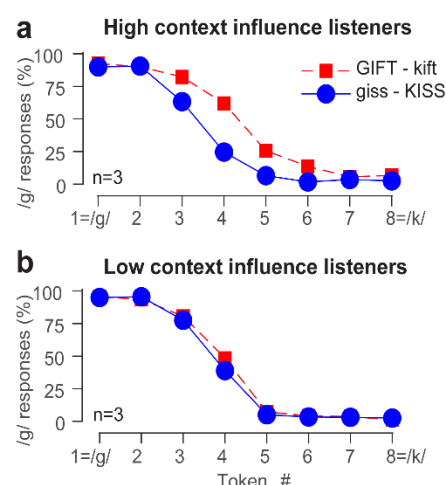 a High context influence listeners
/g/ responses (%)
100
75
50
25
0
GIFT - kift
giss - KISS
n=3
1=/g/ 2 3 4 5 6 7 8=/k/
b Low context influence listeners
/g/ responses (%)
100
75
50
25
0
n=3
1=/g/ 2 3 4 5 6 7 8=/k/
Token #